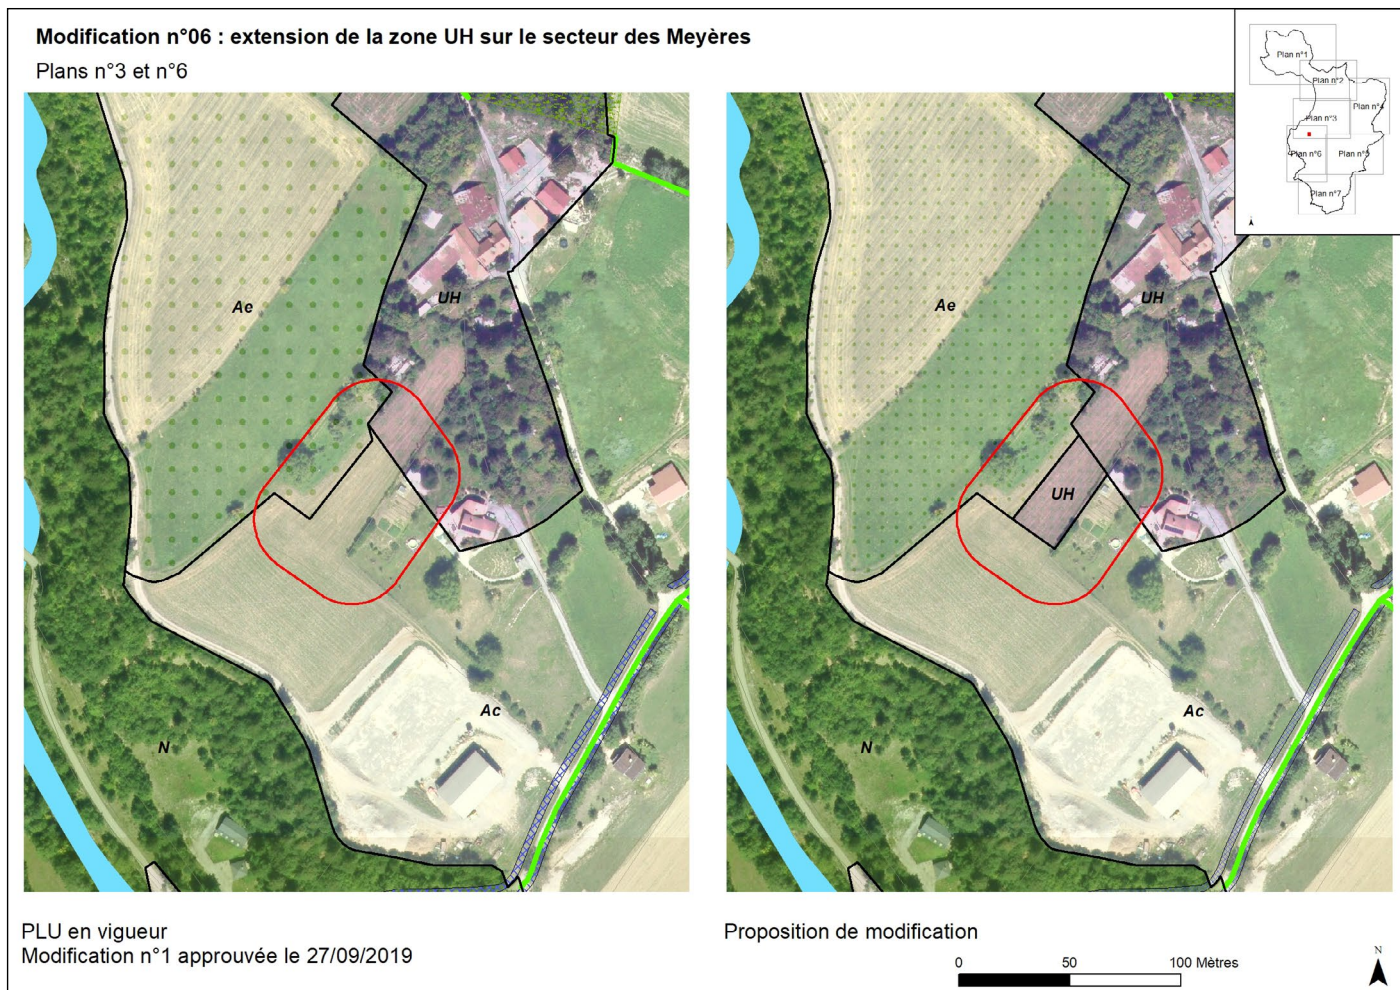 Modification n°06 : extension de la zone UH sur le secteur des Meyères
Plans n°3 et n°6
Plan n°1
Plan n°2
Plan n°4
Plan n°3
Plan n°6
Plan n°5
Plan n°7
Ae
UH
Ac
N
Ae
UH
UH
Ac
N
PLU en vigueur
Modification n°1 approuvée le 27/09/2019
Proposition de modification
0 50 100 Mètres
N